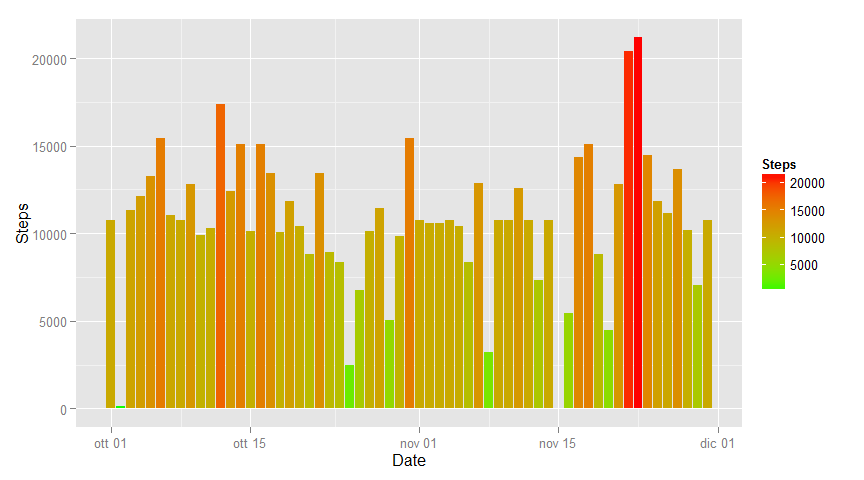 20000
15000
10000
5000
0
Steps
ott 01
ott 15
nov 01
nov 15
dic 01
Date
Steps
20000
15000
10000
5000